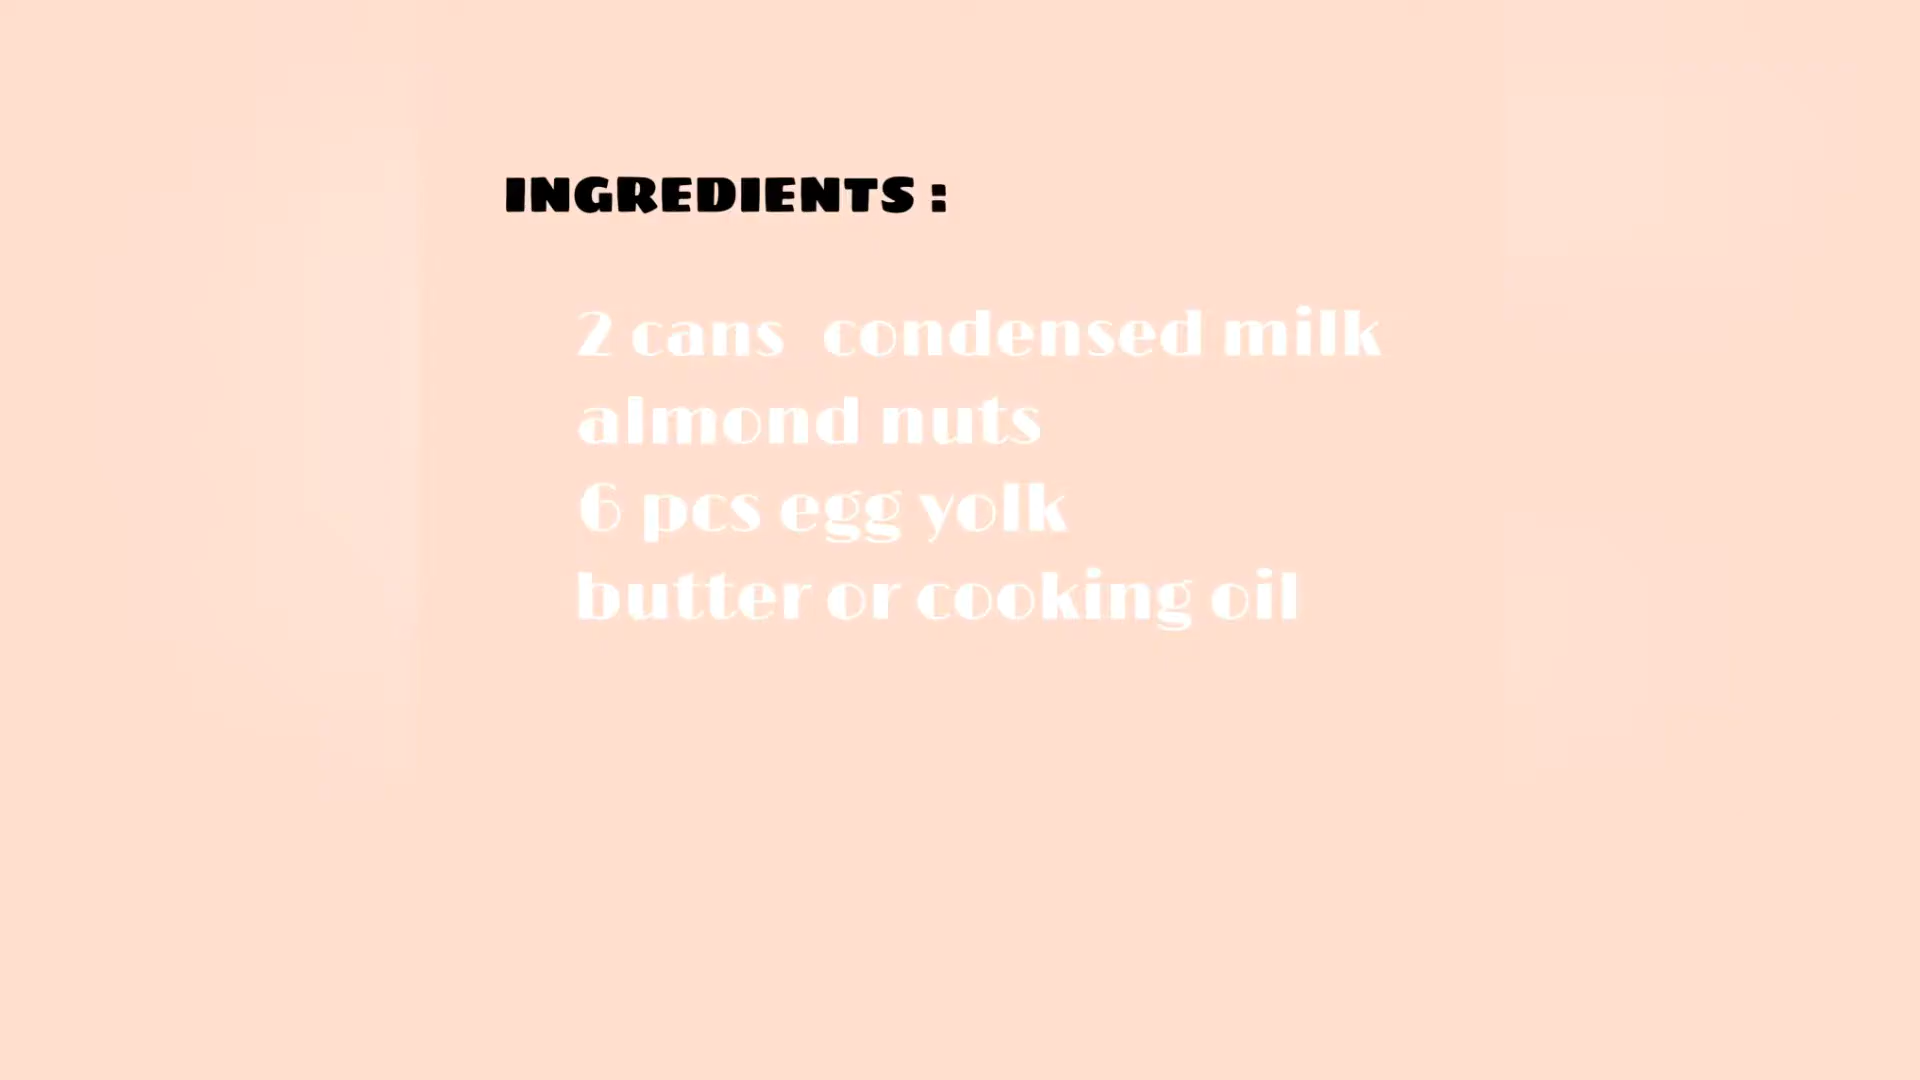 INGREDIENTS :
2 cans condensed milk
almond nuts
6 pcs egg yolk
butter or cooking oil